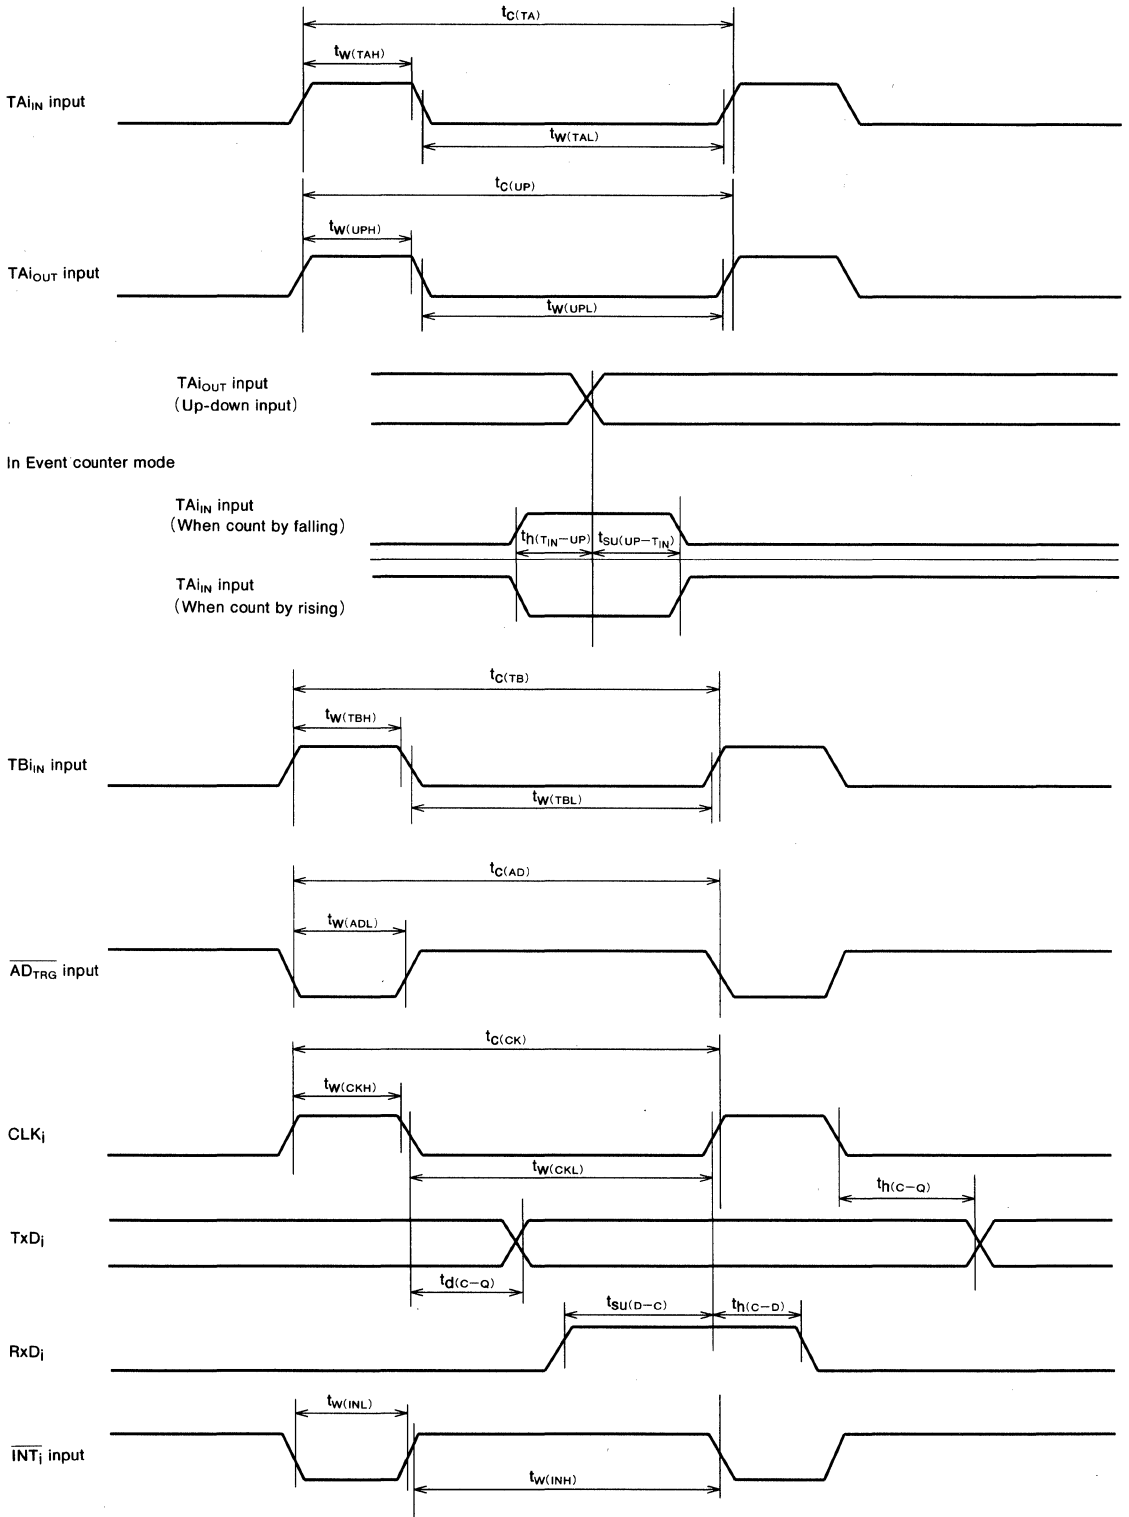 tC(TA)
tW(TAH)
TAiIN input
tW(TAL)
tC(UP)
tW(UPH)
TAiOUT input
tW(UPL)
TAiOUT input
(Up-down input)
In Event counter mode
TAiIN input
(When count by falling)
th(TIN−UP) tSU(UP−TIN)
TAiIN input
(When count by rising)
tC(TB)
tW(TBH)
TBiIN input
tW(TBL)
tC(AD)
tW(ADL)
ADTRG input
tC(CK)
tW(CKH)
CLKi
tW(CKL)
th(C−Q)
TxDi
td(C−Q)
tSU(D−C) th(C−D)
RxDi
tW(INL)
INTi input
tW(INH)